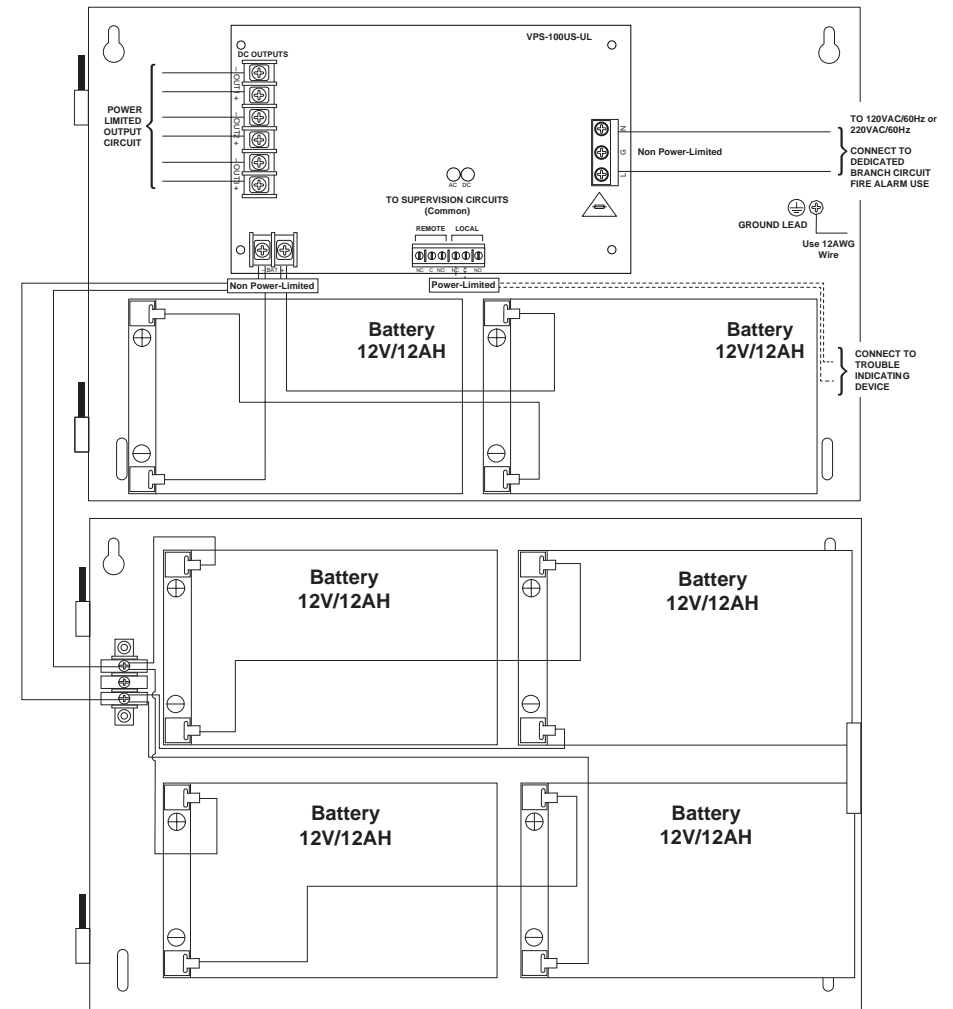 VPS-100US-UL
DC OUTPUTS
– OUT1 +
– OUT2 +
– OUT3 +
POWER
LIMITED
OUTPUT
CIRCUIT
N
G
L
Non Power-Limited
TO 120VAC/60Hz or
220VAC/60Hz
CONNECT TO
DEDICATED
BRANCH CIRCUIT
FIRE ALARM USE
AC DC
TO SUPERVISION CIRCUITS
(Common)
REMOTE LOCAL
NC C NO NC C NO
GROUND LEAD
Use 12AWG
Wire
– BAT +
Non Power-Limited
Power-Limited
Battery
12V/12AH
Battery
12V/12AH
CONNECT TO
TROUBLE
INDICATING
DEVICE
Battery
12V/12AH
Battery
12V/12AH
Battery
12V/12AH
Battery
12V/12AH